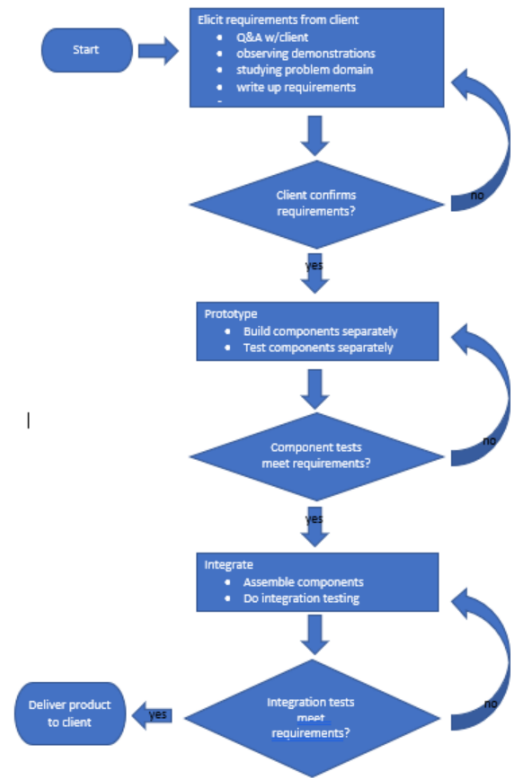 Start
Elicit requirements from client
• Q&A w/client
• observing demonstrations
• studying problem domain
• write up requirements
Client confirms
requirements?
no
yes
Prototype
• Build components separately
• Test components separately
Component tests
meet requirements?
no
yes
Integrate
• Assemble components
• Do integration testing
Integration tests
meet
requirements?
no
yes
Deliver product
to client